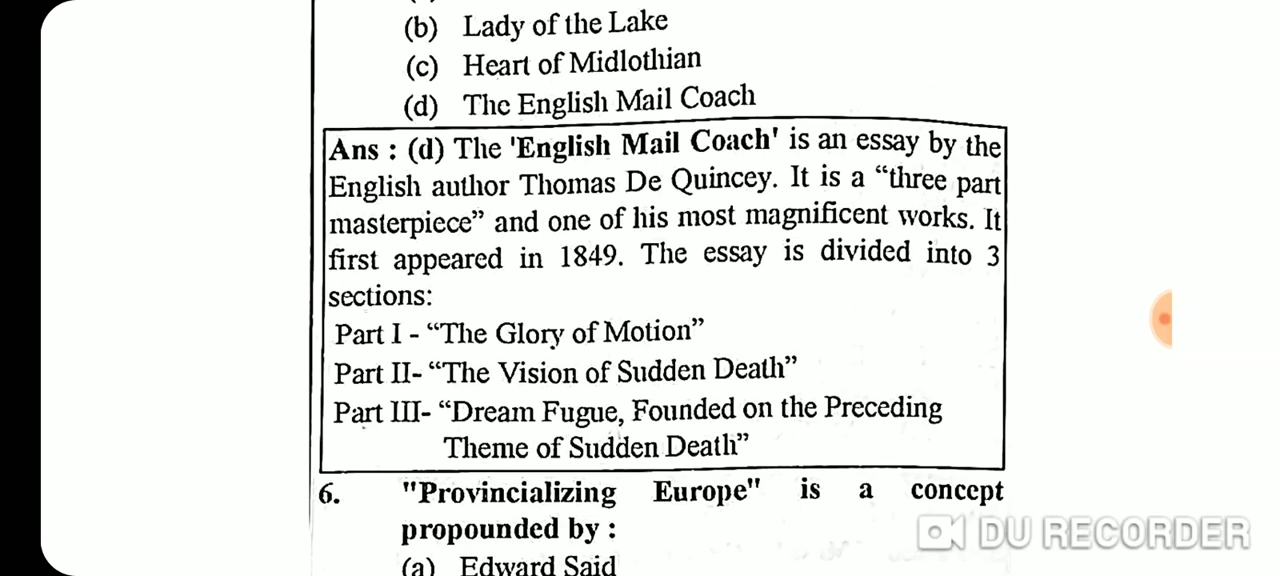 (b) Lady of the Lake
(c) Heart of Midlothian
(d) The English Mail Coach
Ans : (d) The 'English Mail Coach' is an essay by the
English author Thomas De Quincey. It is a “three part
masterpiece” and one of his most magnificent works. It
first appeared in 1849. The essay is divided into 3
sections:
Part I - “The Glory of Motion”
Part II- “The Vision of Sudden Death”
Part III- “Dream Fugue, Founded on the Preceding
Theme of Sudden Death”
6. "Provincializing Europe" is a concept
propounded by :
(a) Edward Said
DU RECORDER